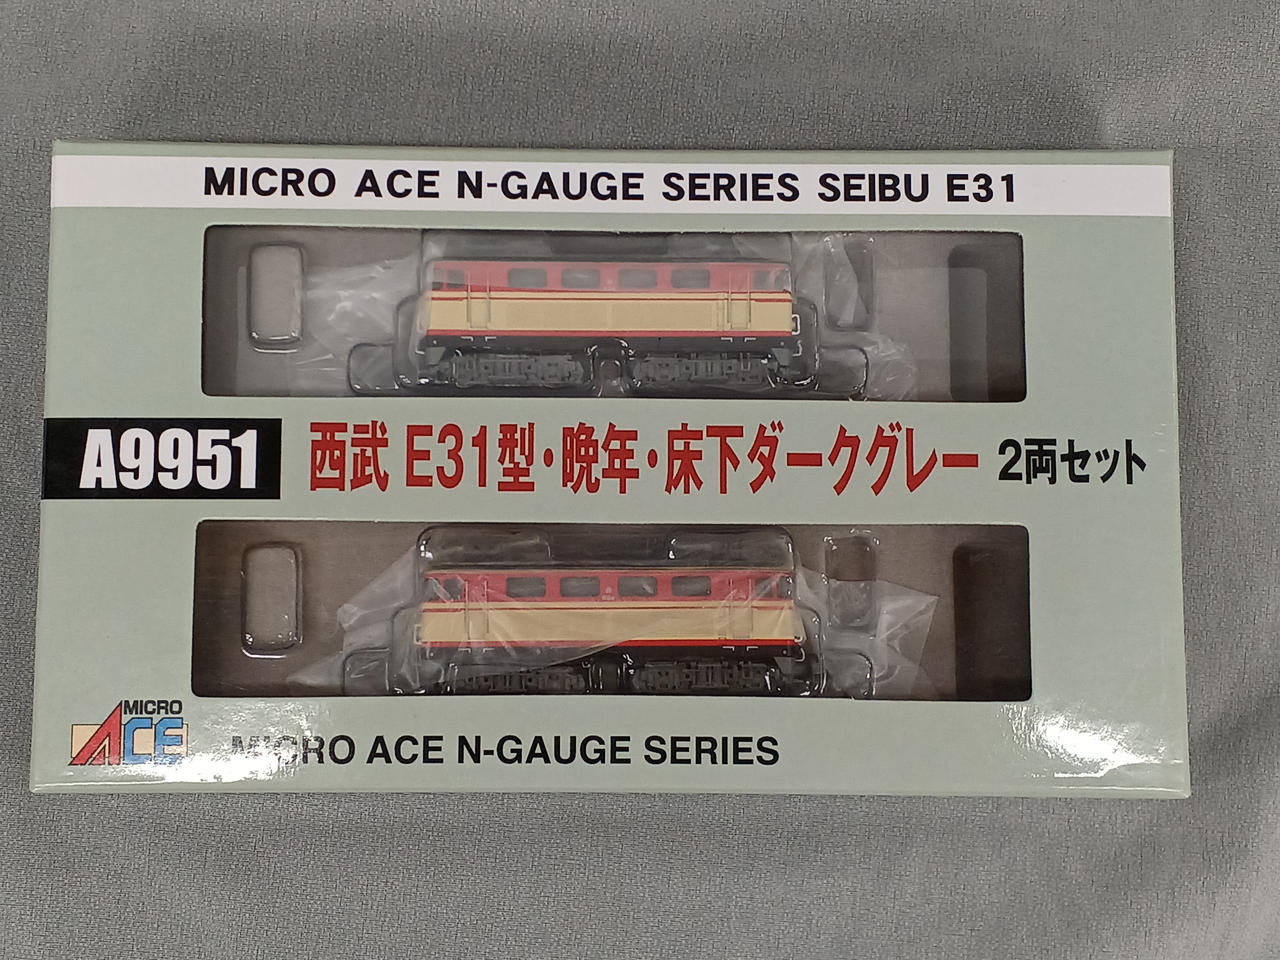 MICRO ACE N-GAUGE SERIES SEIBU E31
A9951 西武 E31型・晩年・床下ダークグレー 2両セット
MICRO
ACE
MICRO ACE N-GAUGE SERIES